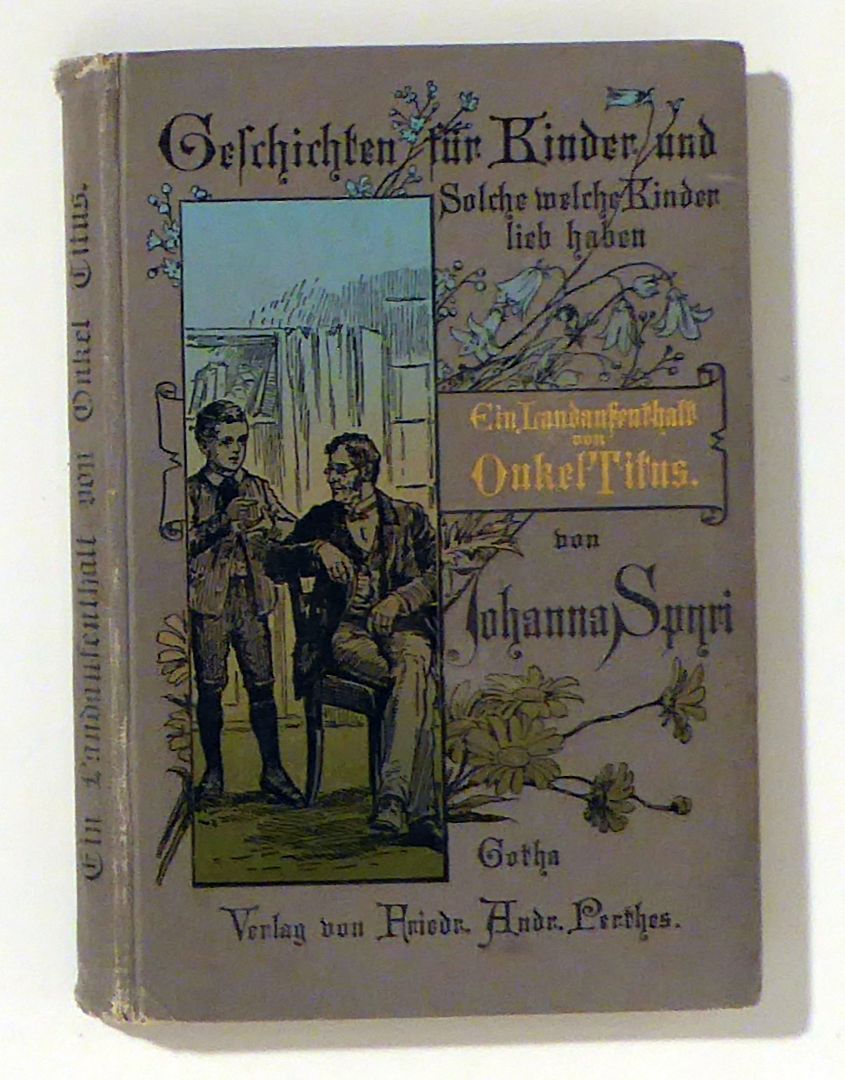 Geschichten für Kinder und
Solche welche Kinder
lieb haben
Ein Landaufenthalt
von
Onkel Titus.
von
Johanna Spyri
Gotha
Verlag von Friedr. Andr. Perthes.
Ein Landaufenthalt von Onkel Titus.